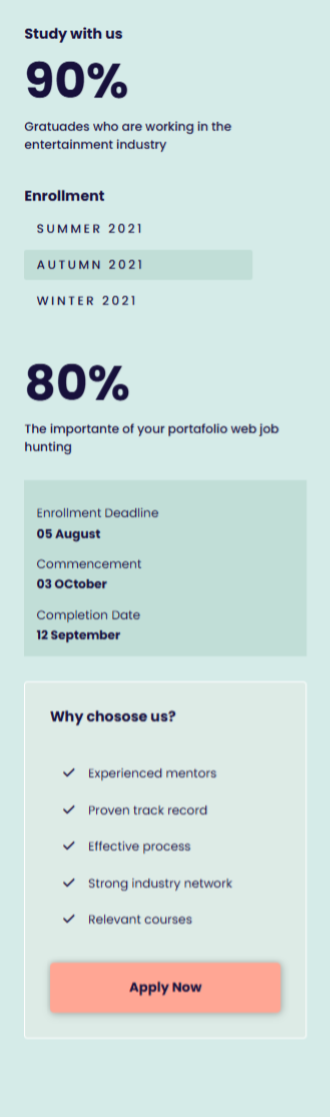 Study with us
90%
Gratuades who are working in the
entertainment industry
Enrollment
SUMMER 2021
AUTUMN 2021
WINTER 2021
80%
The importante of your portafolio web job
hunting
Enrollment Deadline
05 August
Commencement
03 OCtober
Completion Date
12 September
Why chosose us?
Experienced mentors
Proven track record
Effective process
Strong industry network
Relevant courses
Apply Now